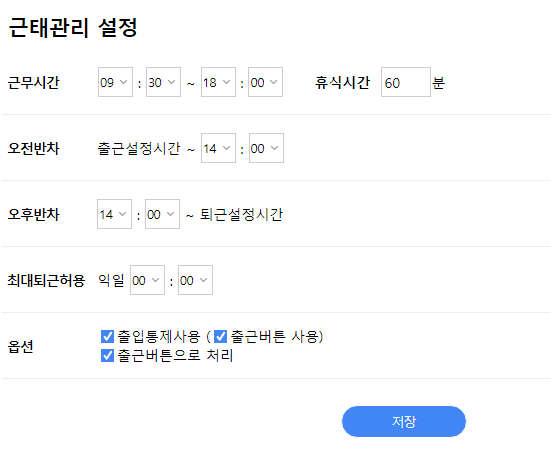 근태관리 설정
근무시간 09 : 30 ~ 18 : 00 휴식시간 60 분
오전반차 출근설정시간 ~ 14 : 00
오후반차 14 : 00 ~ 퇴근설정시간
최대퇴근허용 익일 00 : 00
옵션 출입통제사용 ( 출근버튼 사용)
출근버튼으로 처리
저장